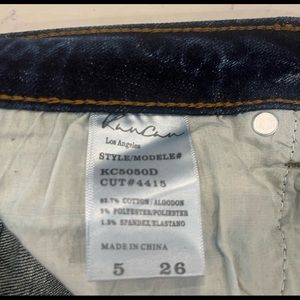 KanCan
Los Angeles
STYLE/MODELE#
KC5050D
CUT#4415
93.7% COTTON/ALGODON
5% POLYESTER/POLIESTER
1.3% SPANDEX/ELASTANO
MADE IN CHINA
5 26